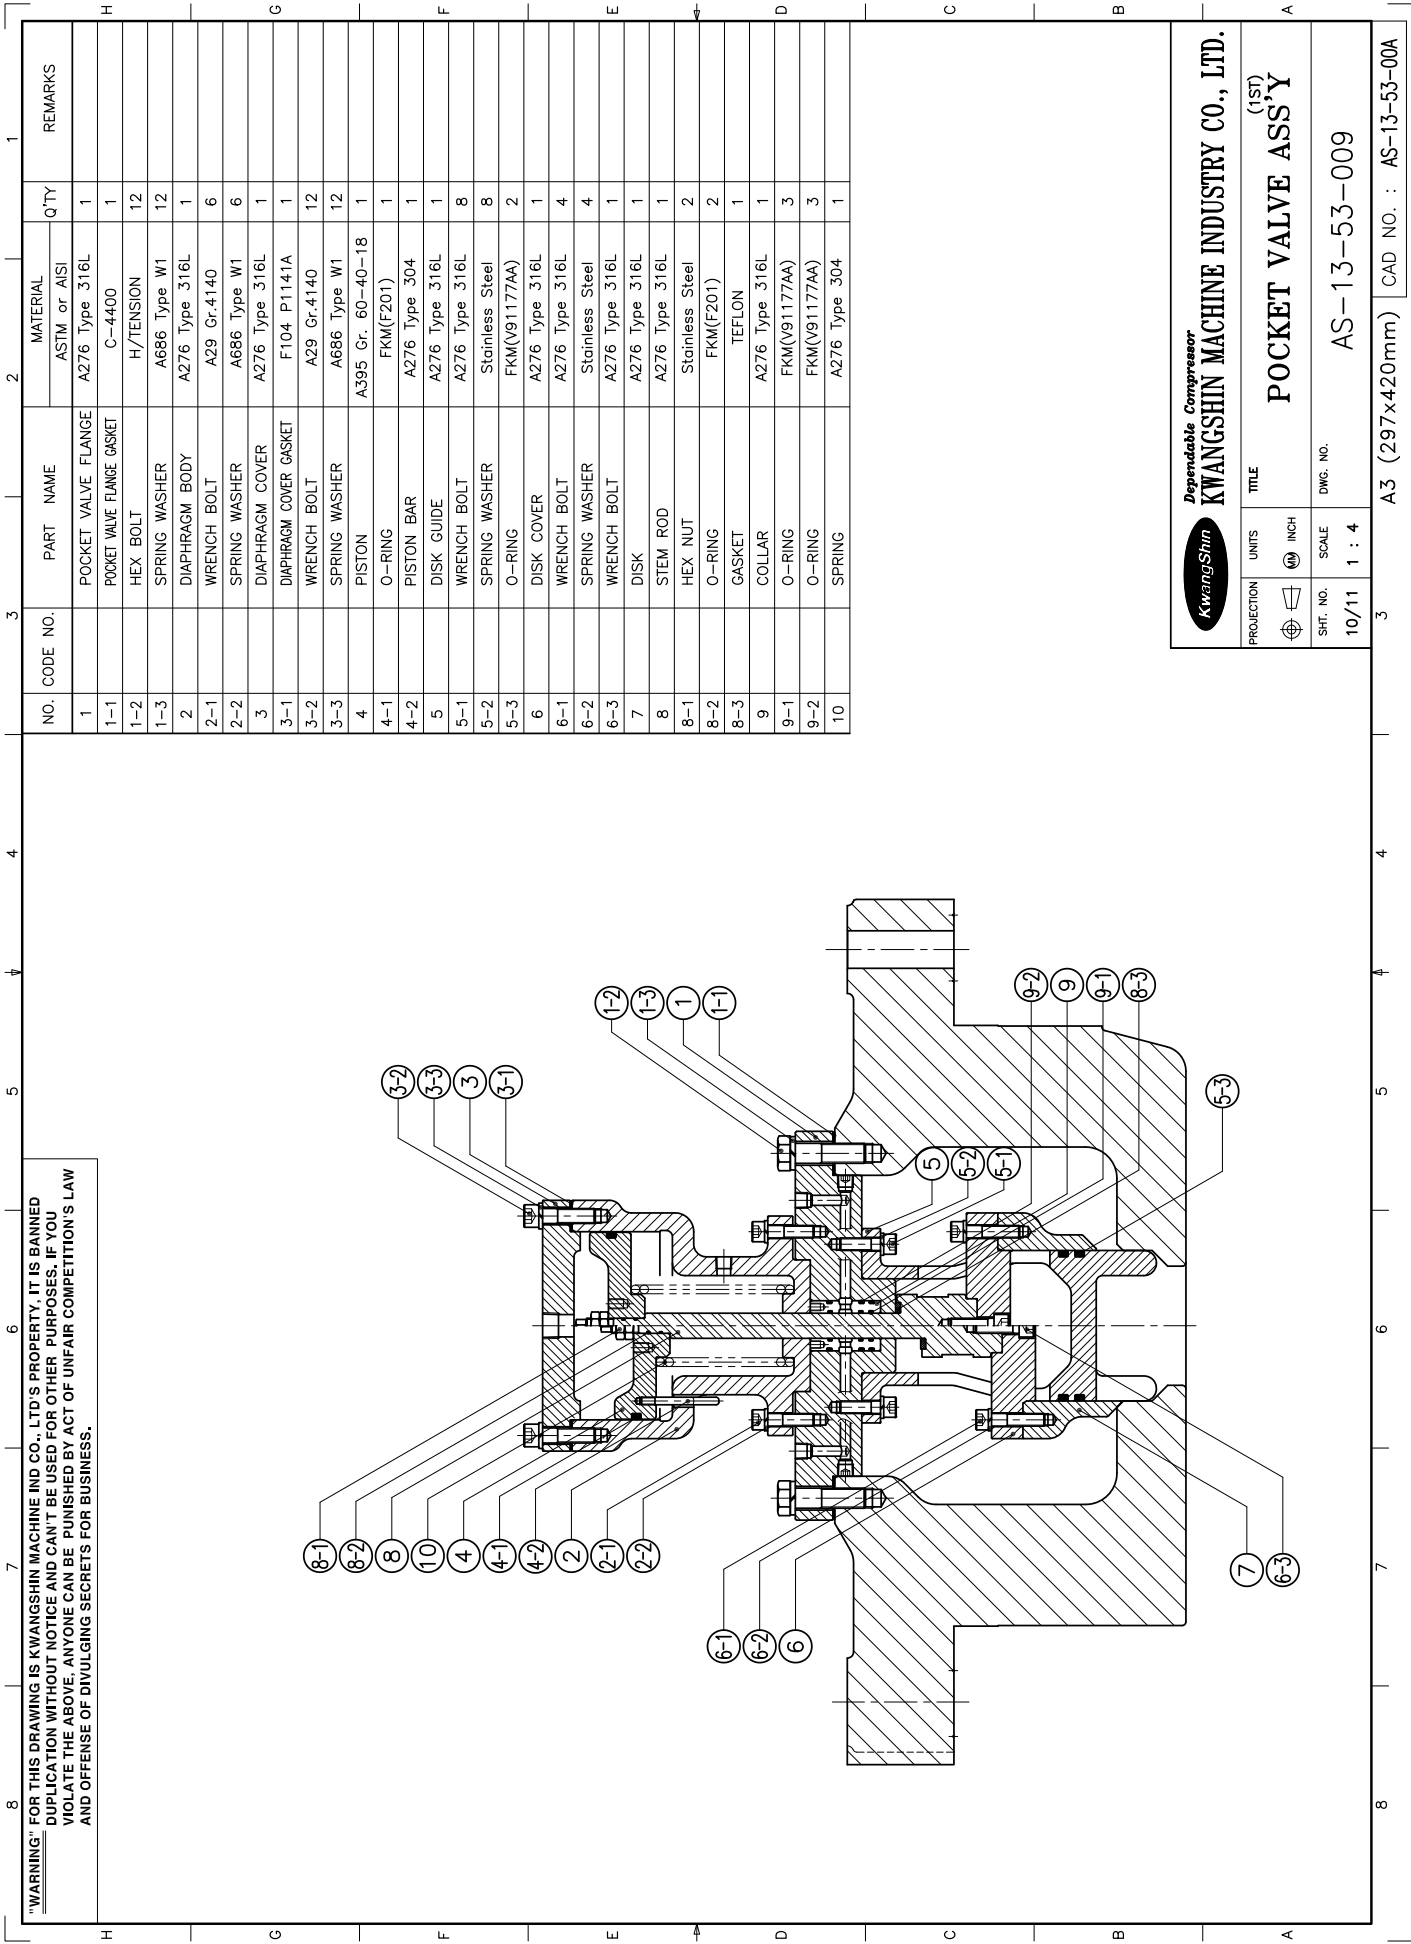 "WARNING" FOR THIS DRAWING IS KWANGSHIN MACHINE IND CO., LTD'S PROPERTY, IT IS BANNED
DUPLICATION WITHOUT NOTICE AND CAN'T BE USED FOR OTHER PURPOSES. IF YOU
VIOLATE THE ABOVE, ANYONE CAN BE PUNISHED BY ACT OF UNFAIR COMPETITION'S LAW
AND OFFENSE OF DIVULGING SECRETS FOR BUSINESS.
8 7 6 5 4 3 2 1
H
G
F
E
D
C
B
A
NO. CODE NO. PART NAME MATERIAL ASTM or AISI Q'TY REMARKS
1 POCKET VALVE FLANGE A276 Type 316L 1
1-1 POCKET VALVE FLANGE GASKET C-4400 1
1-2 HEX BOLT H/TENSION 12
1-3 SPRING WASHER A686 Type W1 12
2 DIAPHRAGM BODY A276 Type 316L 1
2-1 WRENCH BOLT A29 Gr.4140 6
2-2 SPRING WASHER A686 Type W1 6
3 DIAPHRAGM COVER A276 Type 316L 1
3-1 DIAPHRAGM COVER GASKET F104 P1141A 1
3-2 WRENCH BOLT A29 Gr.4140 12
3-3 SPRING WASHER A686 Type W1 12
4 PISTON A395 Gr. 60-40-18 1
4-1 O-RING FKM(F201) 1
4-2 PISTON BAR A276 Type 304 1
5 DISK GUIDE A276 Type 316L 1
5-1 WRENCH BOLT A276 Type 316L 8
5-2 SPRING WASHER Stainless Steel 8
5-3 O-RING FKM(V91177AA) 2
6 DISK COVER A276 Type 316L 1
6-1 WRENCH BOLT A276 Type 316L 4
6-2 SPRING WASHER Stainless Steel 4
6-3 WRENCH BOLT A276 Type 316L 1
7 DISK A276 Type 316L 1
8 STEM ROD A276 Type 316L 1
8-1 HEX NUT Stainless Steel 2
8-2 O-RING FKM(F201) 2
8-3 GASKET TEFLON 1
9 COLLAR A276 Type 316L 1
9-1 O-RING FKM(V91177AA) 3
9-2 O-RING FKM(V91177AA) 3
10 SPRING A276 Type 304 1
3-2
3-3
3
3-1
1-2
1-3
1
1-1
8-1
8-2
8
10
4
4-1
4-2
2
2-1
2-2
6-1
6-2
6
5
5-2
5-1
9-2
9
9-1
8-3
5-3
7
6-3
KwangShin
Dependable Compressor
KWANGSHIN MACHINE INDUSTRY CO., LTD.
PROJECTION UNITS TITLE
MM INCH
(1ST)
POCKET VALVE ASS'Y
SHT. NO. SCALE DWG. NO.
10/11 1 : 4 AS-13-53-009
8 7 6 5 4 3
A3 (297x420mm) CAD NO. : AS-13-53-00A
H
G
F
E
D
C
B
A